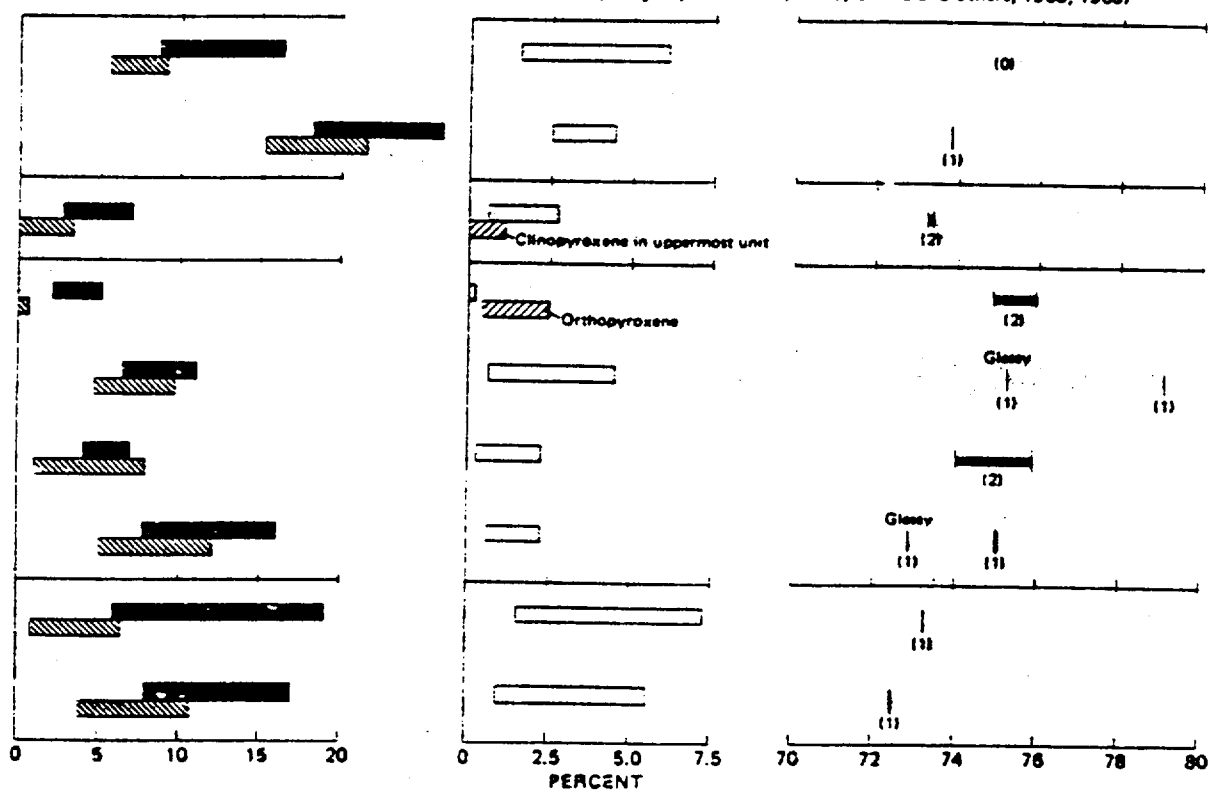 (0)
(1)
(2)
Clinopyroxene in uppermost unit
(2)
Orthopyroxene
Glassy
(1)
(1)
(2)
Glassy
(1)
(1)
(1)
(1)
0 5 10 15 20
0 2.5 5.0 7.5
70 72 74 76 78 80
PERCENT